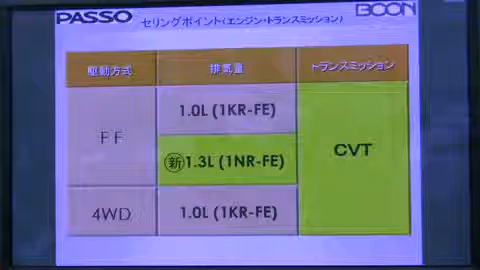 PASSO セリングポイント(エンジン・トランスミッション) BOON
駆動方式 排気量 トランスミッション
FF 1.0L (1KR-FE) CVT
㊟1.3L (1NR-FE)
4WD 1.0L (1KR-FE)